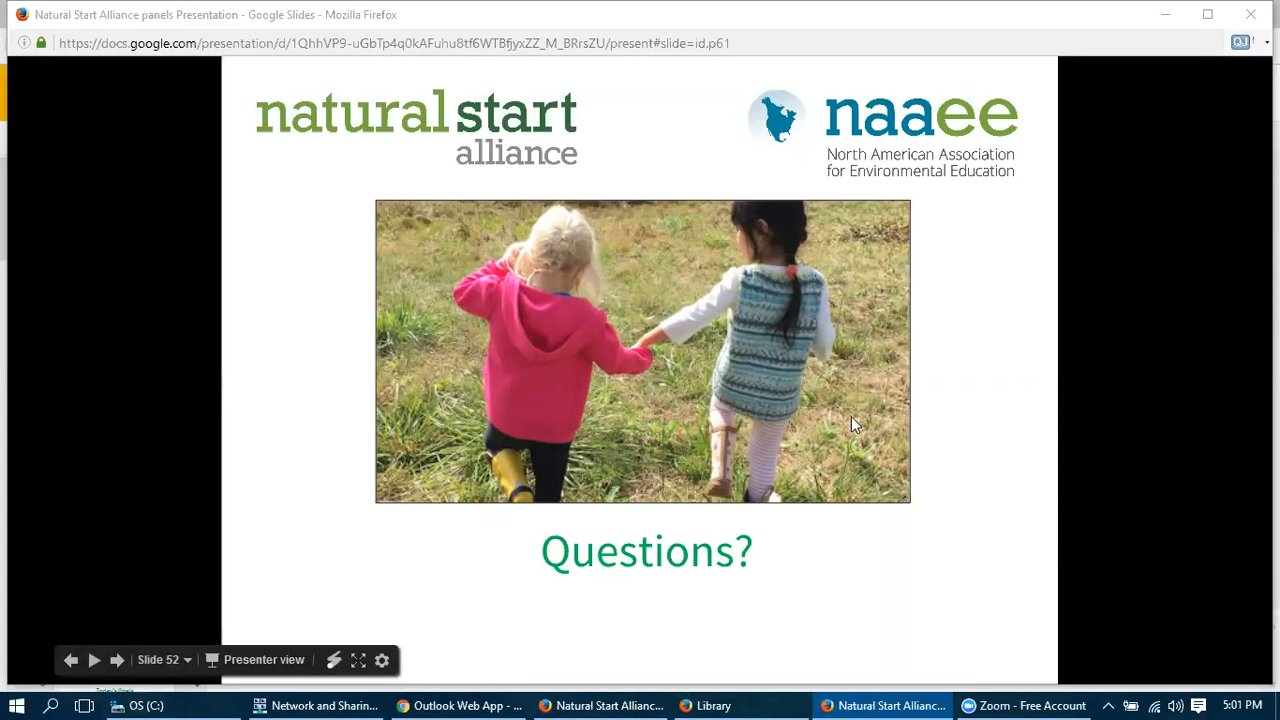 Natural Start Alliance panels Presentation - Google Slides - Mozilla Firefox
https://docs.google.com/presentation/d/1QhhVP9-uGbTp4q0kAFuhu8tf6WTBfjyxZZ_M_BRrsZU/present#slide=id.p61
natural start
alliance
naaee
North American Association
for Environmental Education
Questions?
Slide 52
Presenter view
Today's Goals
OS (C:)
Network and Sharin...
Outlook Web App - ...
Natural Start Allianc...
Library
Natural Start Allianc...
Zoom - Free Account
5:01 PM